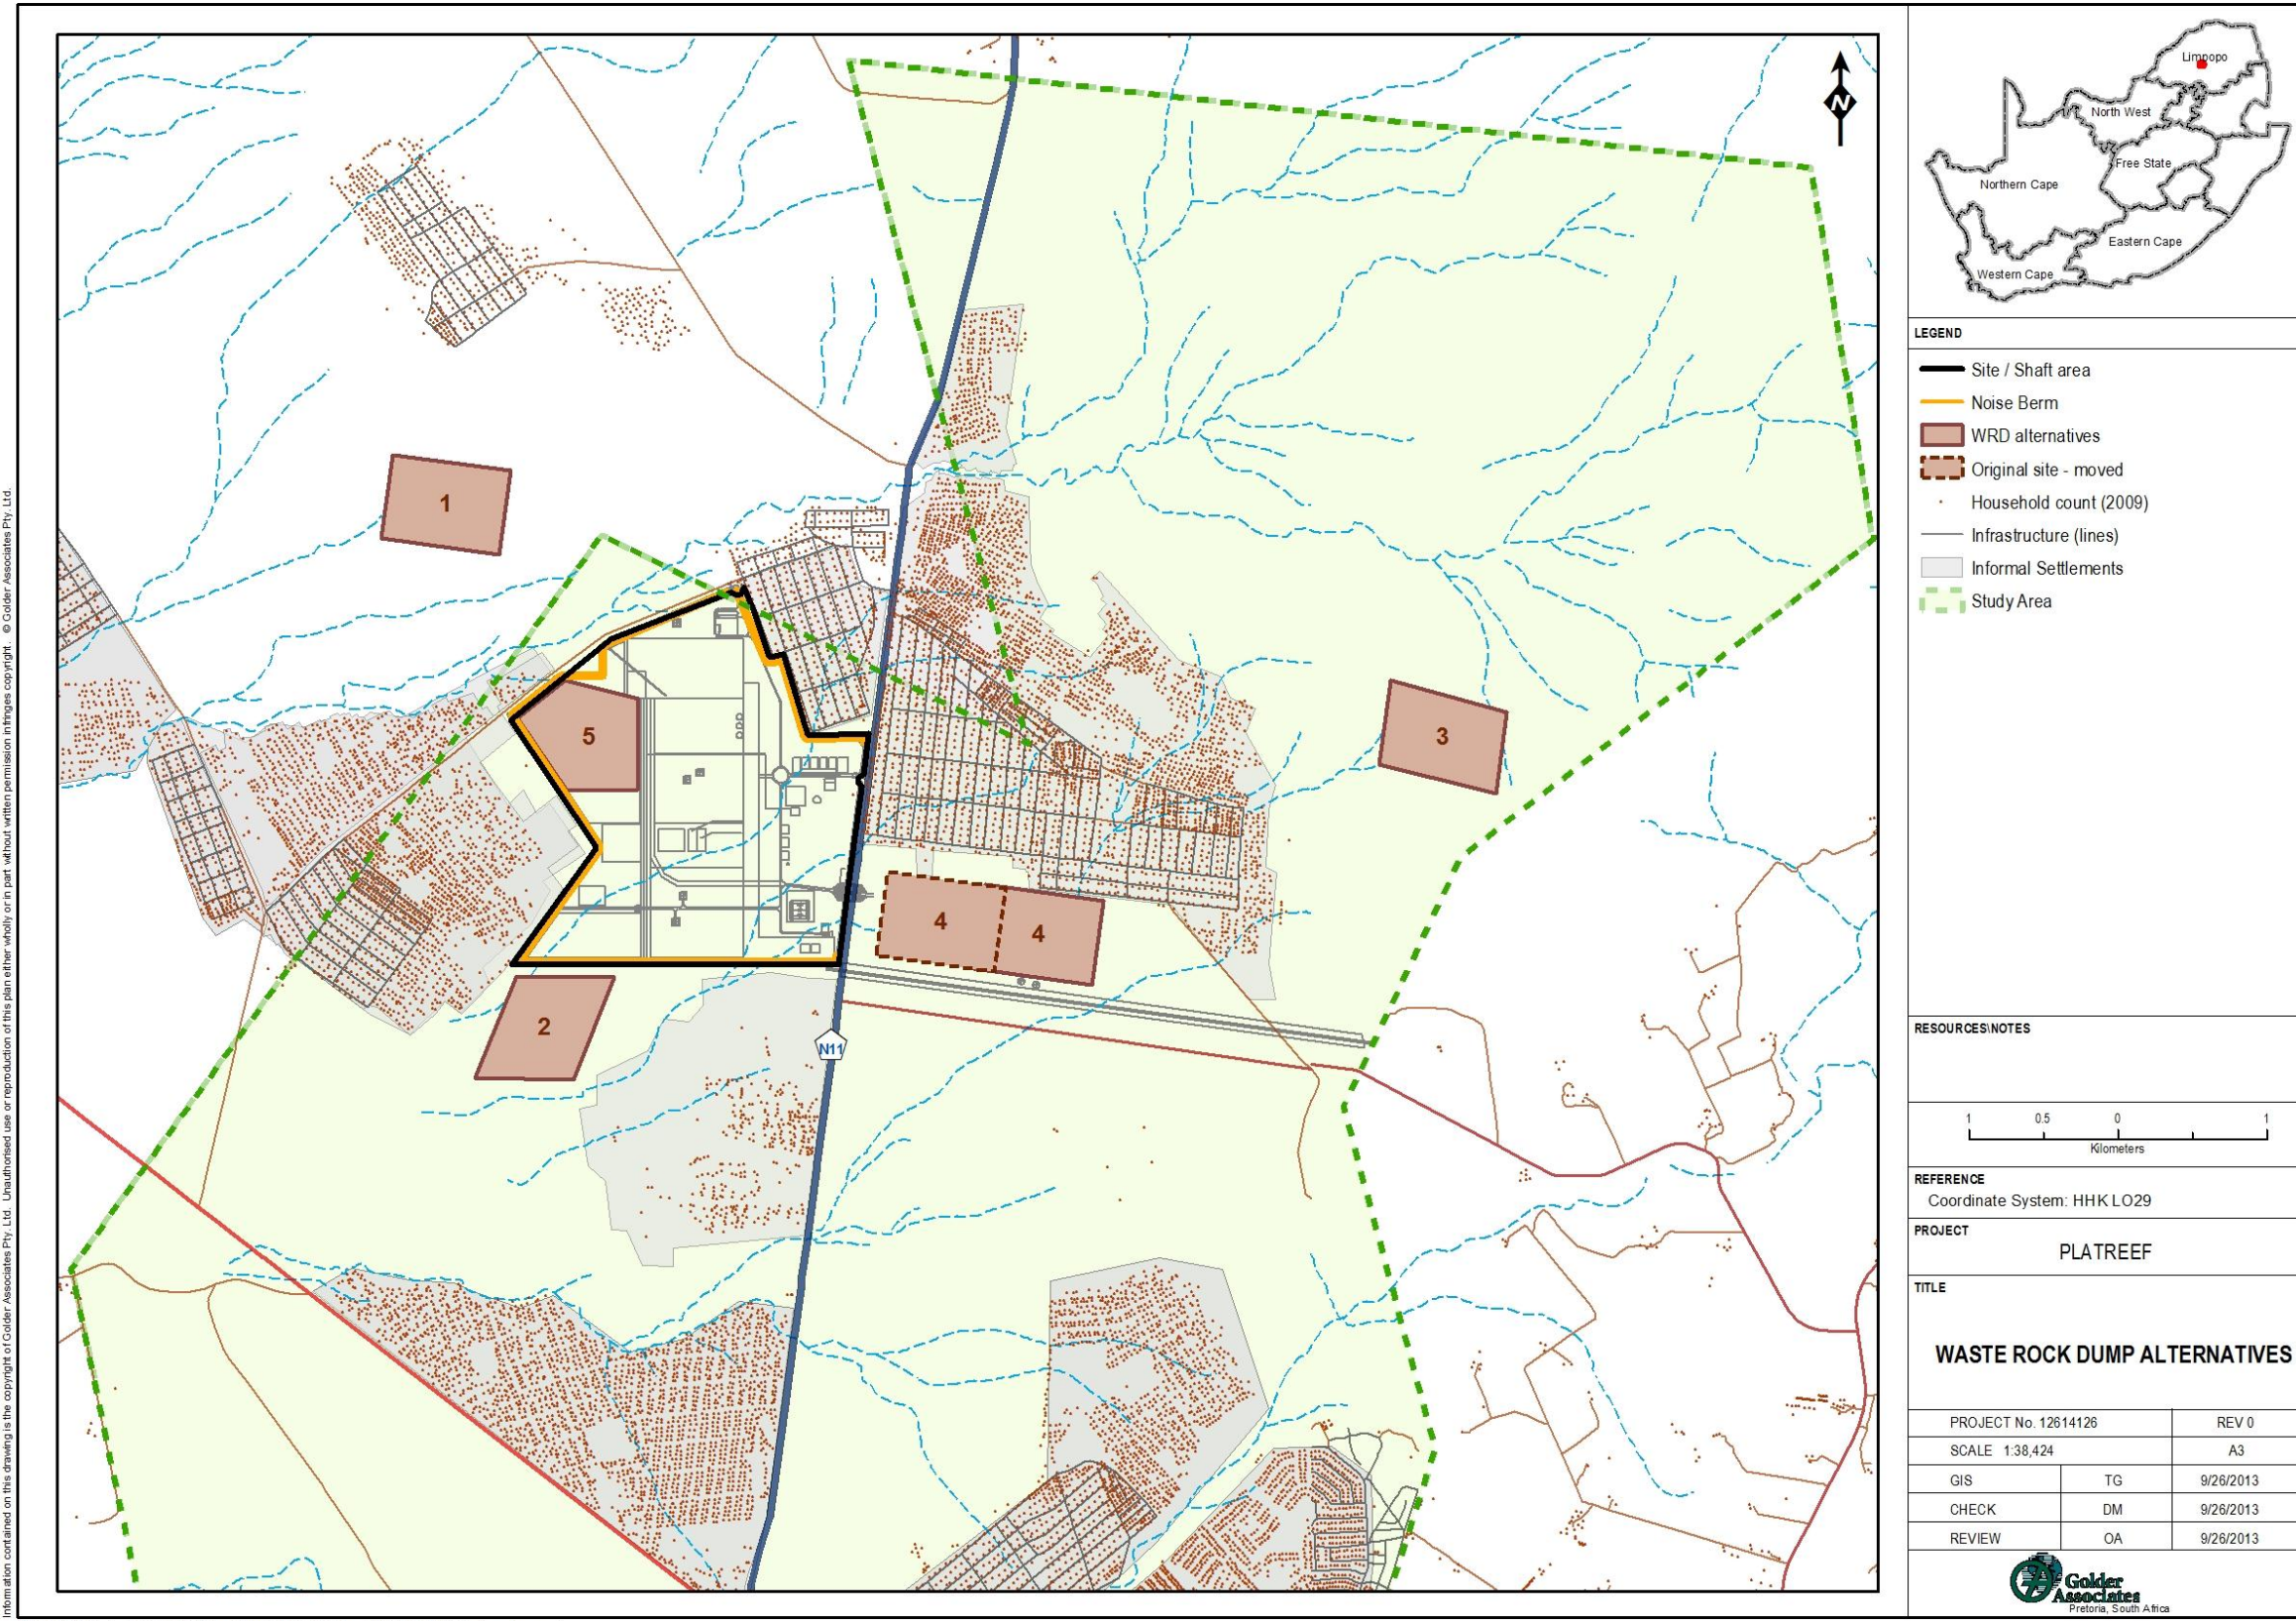 Information contained on this drawing is the copyright of Golder Associates Pty. Ltd. Unauthorised use or reproduction of this plan either wholly or in part without written permission infringes copyright. © Golder Associates Pty. Ltd.
N
1
5
3
4
4
2
N11
Limpopo
North West
Free State
Northern Cape
Eastern Cape
Western Cape
LEGEND
Site / Shaft area
Noise Berm
WRD alternatives
Original site - moved
Household count (2009)
Infrastructure (lines)
Informal Settlements
Study Area
RESOURCES\NOTES
1 0.5 0 1
Kilometers
REFERENCE
Coordinate System: HHK LO29
PROJECT
PLATREEF
TITLE
WASTE ROCK DUMP ALTERNATIVES
PROJECT No. 12614126 REV 0
SCALE 1:38,424 A3
GIS TG 9/26/2013
CHECK DM 9/26/2013
REVIEW OA 9/26/2013
Golder
Associates
Pretoria, South Africa